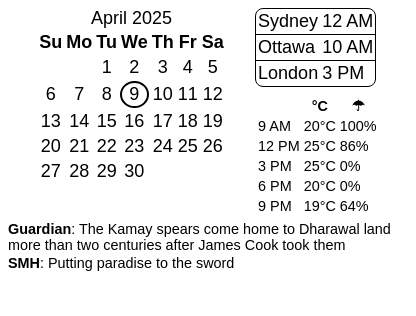 April 2025
Su Mo Tu We Th Fr Sa
1 2 3 4 5
6 7 8 9 10 11 12
13 14 15 16 17 18 19
20 21 22 23 24 25 26
27 28 29 30
Sydney 12 AM
Ottawa 10 AM
London 3 PM
°C ☂
9 AM 20°C 100%
12 PM 25°C 86%
3 PM 25°C 0%
6 PM 20°C 0%
9 PM 19°C 64%
Guardian: The Kamay spears come home to Dharawal land
more than two centuries after James Cook took them
SMH: Putting paradise to the sword